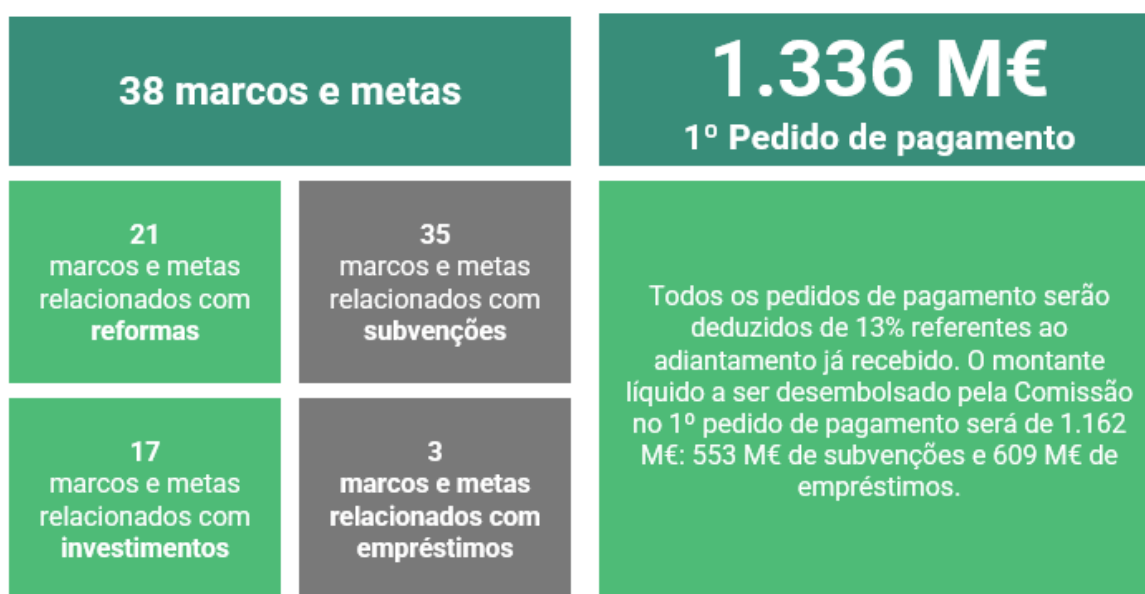 38 marcos e metas
1.336 M€
1º Pedido de pagamento
21
marcos e metas
relacionados com
reformas
35
marcos e metas
relacionados com
subvenções
17
marcos e metas
relacionados com
investimentos
3
marcos e metas
relacionados com
empréstimos
Todos os pedidos de pagamento serão
deduzidos de 13% referentes ao
adiantamento já recebido. O montante
líquido a ser desembolsado pela Comissão
no 1º pedido de pagamento será de 1.162
M€: 553 M€ de subvenções e 609 M€ de
empréstimos.